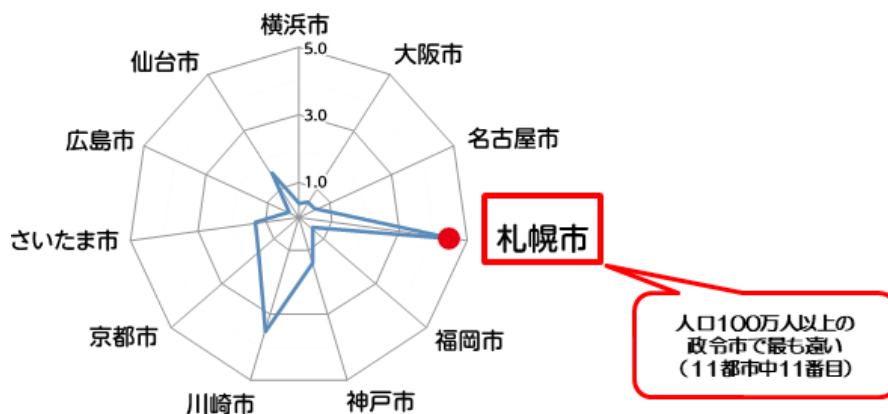 横浜市
5.0
仙台市
大阪市
3.0
広島市
名古屋市
1.0
さいたま市
札幌市
京都市
福岡市
川崎市
神戸市
人口100万人以上の
政令市で最も遠い
（11都市中11番目）